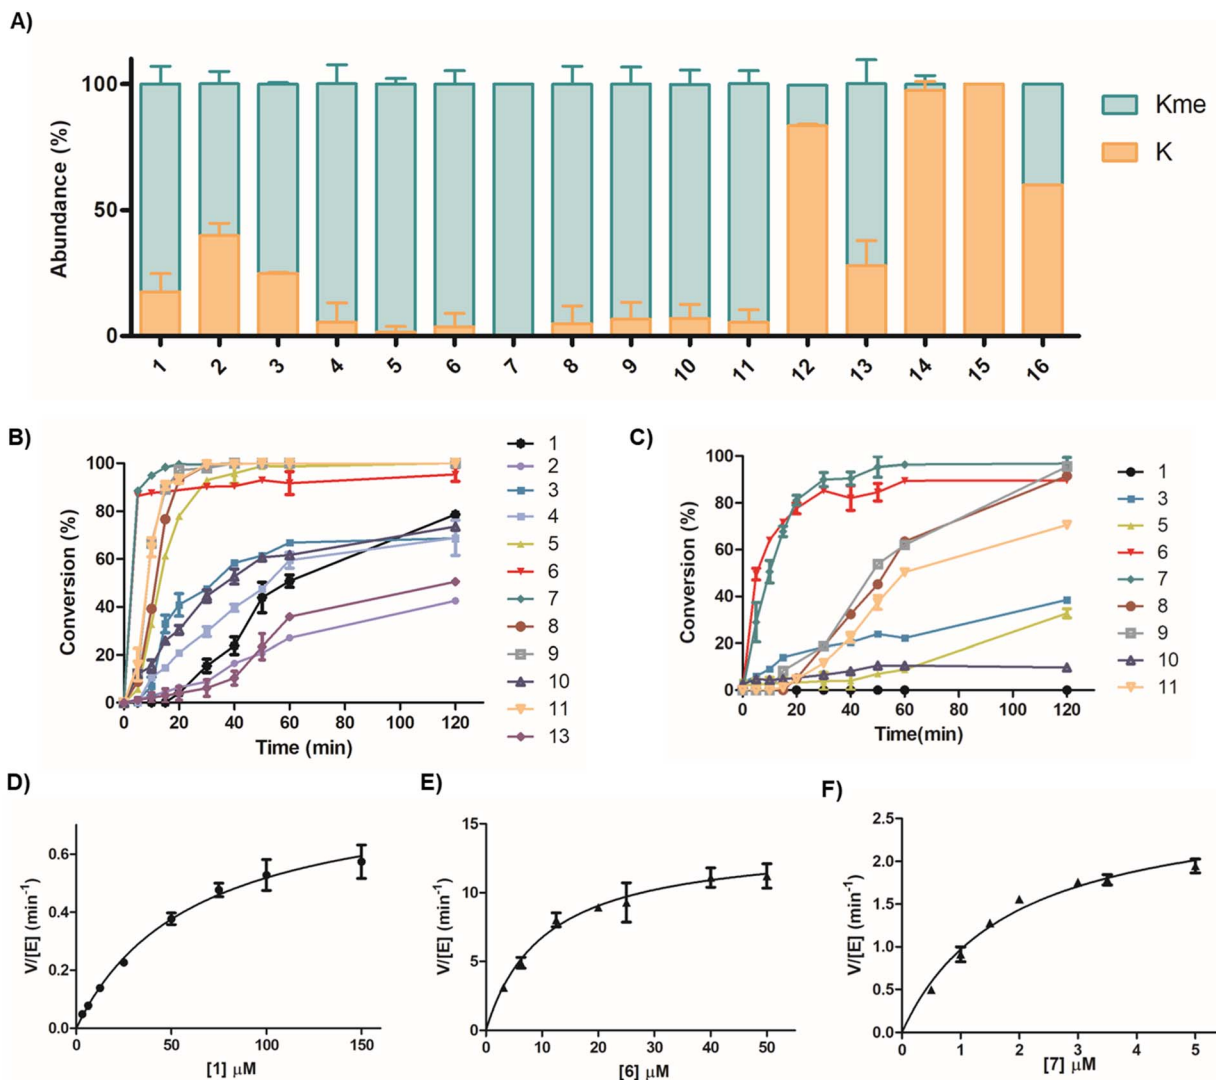 A)
Abundance (%)
100
50
0
1 2 3 4 5 6 7 8 9 10 11 12 13 14 15 16
Kme
K
B)
Conversion (%)
100
80
60
40
20
0
0 20 40 60 80 100 120
Time (min)
1
2
3
4
5
6
7
8
9
10
11
13
C)
Conversion (%)
100
80
60
40
20
0
0 20 40 60 80 100 120
Time(min)
1
3
5
6
7
8
9
10
11
D)
V/[E] (min⁻¹)
0.6
0.4
0.2
0.0
0 50 100 150
[1] μM
E)
V/[E] (min⁻¹)
15
10
5
0
0 10 20 30 40 50
[6] μM
F)
V/[E] (min⁻¹)
2.5
2.0
1.5
1.0
0.5
0.0
0 1 2 3 4 5
[7] μM